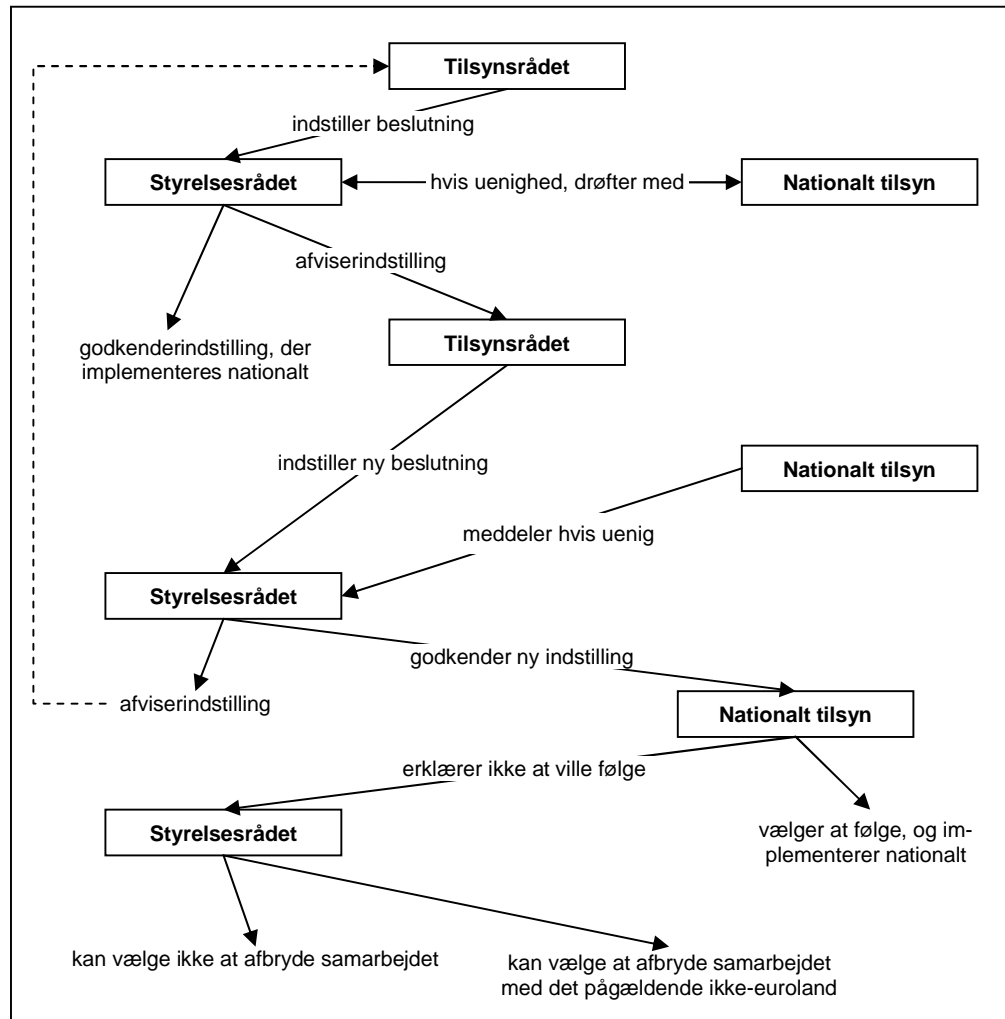 Tilsynsrådet
indstiller beslutning
Styrelsesrådet
hvis uenighed, drøfter med
Nationalt tilsyn
afviserindstilling
godkenderindstilling, der
implementeres nationalt
Tilsynsrådet
indstiller ny beslutning
Nationalt tilsyn
meddeler hvis uenig
Styrelsesrådet
godkender ny indstilling
afviserindstilling
Nationalt tilsyn
erklærer ikke at ville følge
Styrelsesrådet
vælger at følge, og im-
plementerer nationalt
kan vælge ikke at afbryde samarbejdet
kan vælge at afbryde samarbejdet
med det pågældende ikke-euroland